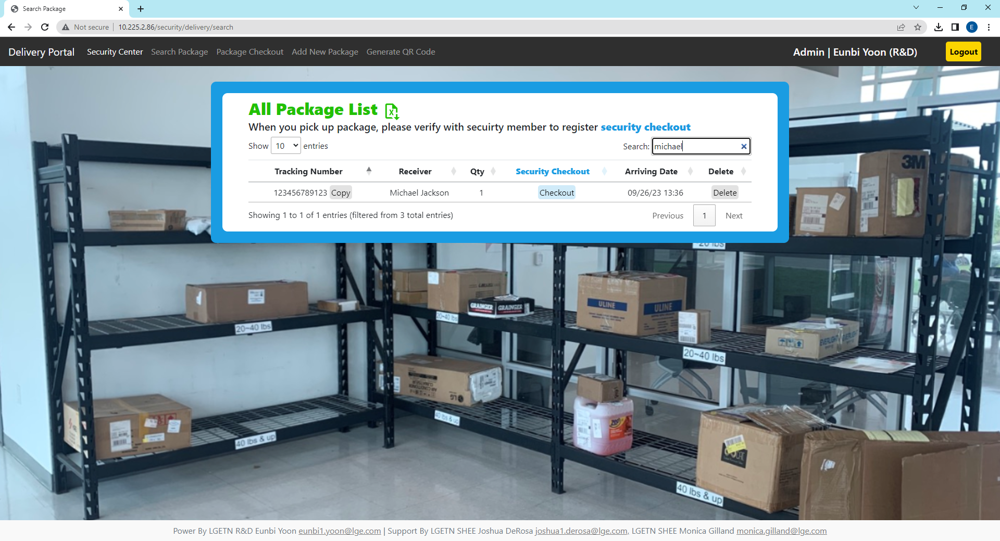 Search Package
Not secure
10.225.2.86/security/delivery/search
E
Delivery Portal
Security Center
Search Package
Package Checkout
Add New Package
Generate QR Code
Admin | Eunbi Yoon (R&D)
Logout
All Package List
When you pick up package, please verify with secuirty member to register security checkout
Show 10 entries
Search: michael
Tracking Number Receiver Qty Security Checkout Arriving Date Delete
123456789123 Copy Michael Jackson 1 Checkout 09/26/23 13:36 Delete
Showing 1 to 1 of 1 entries (filtered from 3 total entries)
Previous 1 Next
3M
~20 lbs
GRAINGER GRAINGER
ULINE ULINE
20~40 lbs
20~40 lbs
20~40 lbs
AIR CONDITIONER
LG
40 lbs & up
40 lbs & up
zep
40 lbs & up
Power By LGETN R&D Eunbi Yoon eunbi1.yoon@lge.com | Support By LGETN SHEE Joshua DeRosa joshua1.derosa@lge.com, LGETN SHEE Monica Gilland monica.gilland@lge.com